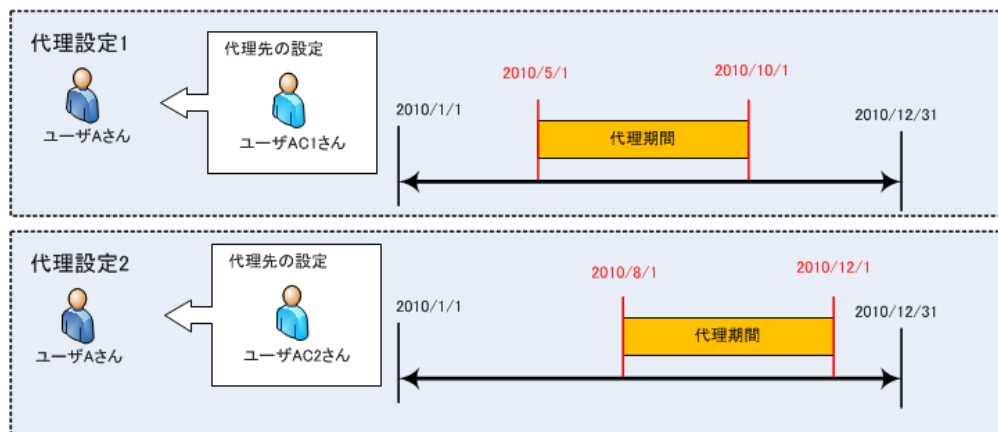 代理設定1
代理先の設定
ユーザAさん
ユーザAC1さん
2010/1/1
2010/5/1
2010/10/1
2010/12/31
代理期間
代理設定2
代理先の設定
ユーザAさん
ユーザAC2さん
2010/1/1
2010/8/1
2010/12/1
2010/12/31
代理期間